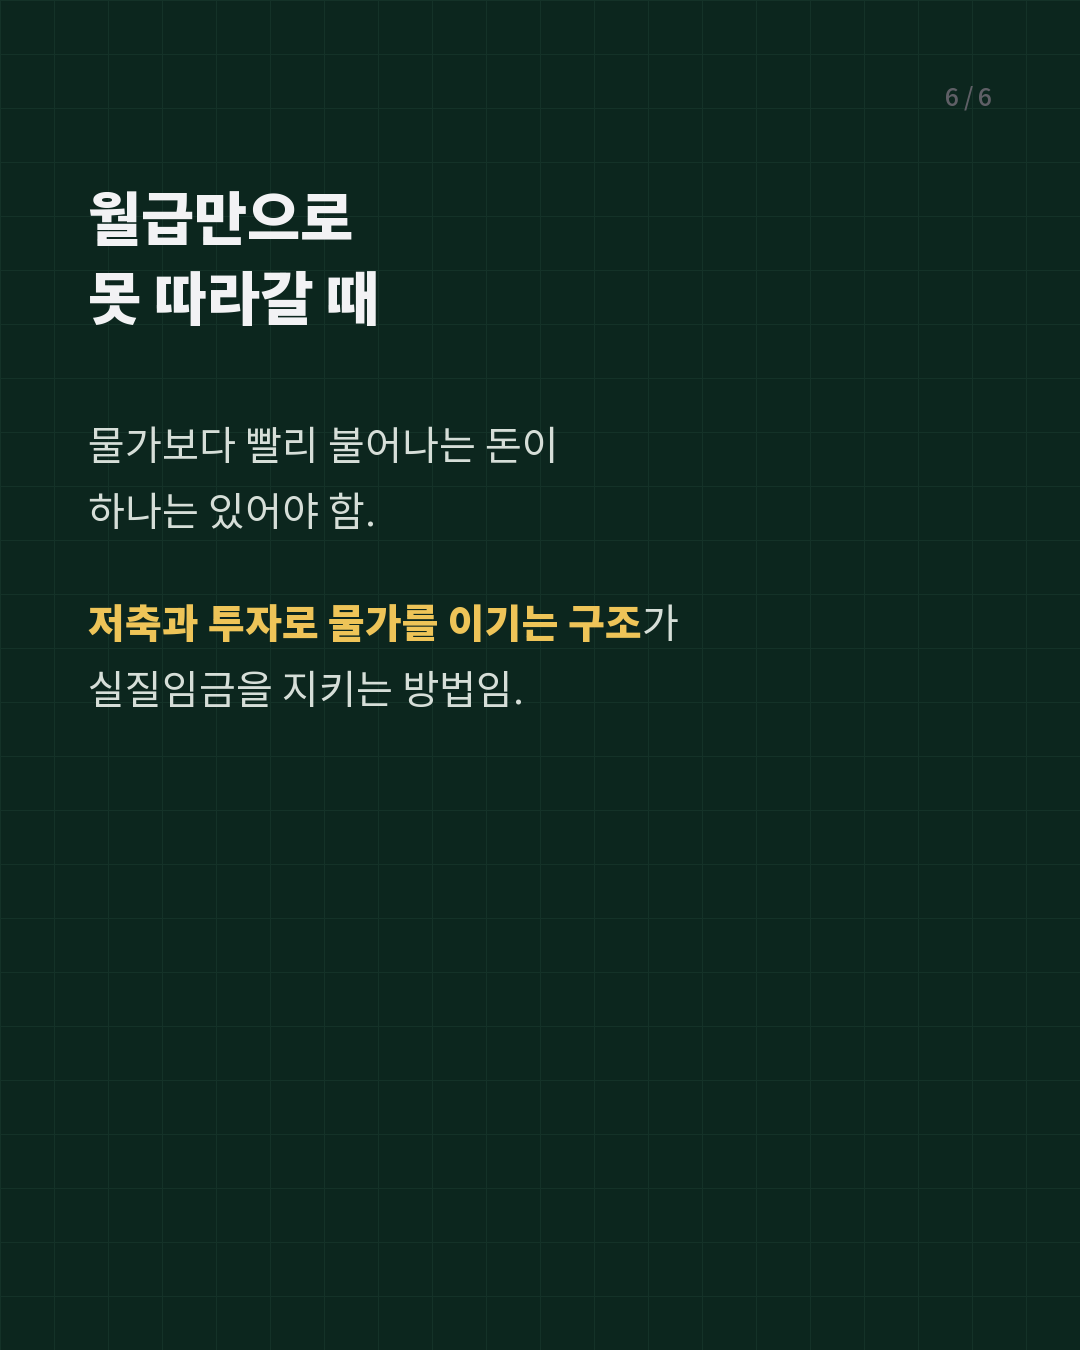 6 / 6
월급만으로
못 따라갈 때
물가보다 빨리 불어나는 돈이
하나는 있어야 함.
저축과 투자로 물가를 이기는 구조가
실질임금을 지키는 방법임.